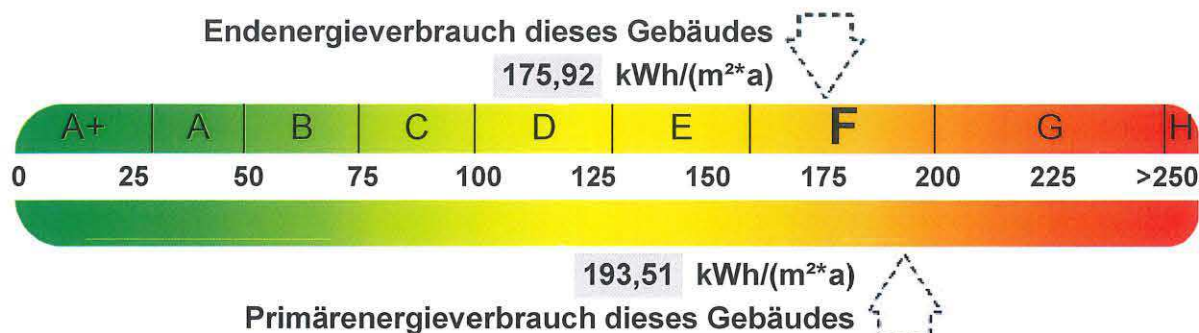 Endenergieverbrauch dieses Gebäudes
175,92 kWh/(m²*a)
A+ A B C D E F G H
0 25 50 75 100 125 150 175 200 225 >250
193,51 kWh/(m²*a)
Primärenergieverbrauch dieses Gebäudes